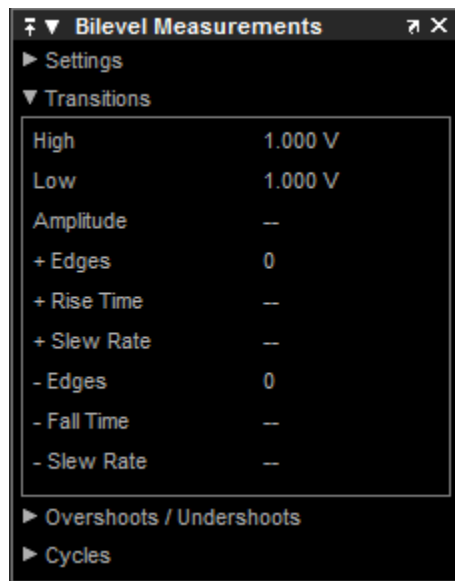 Bilevel Measurements
Settings
Transitions
High 1.000 V
Low 1.000 V
Amplitude --
+ Edges 0
+ Rise Time --
+ Slew Rate --
- Edges 0
- Fall Time --
- Slew Rate --
Overshoots / Undershoots
Cycles